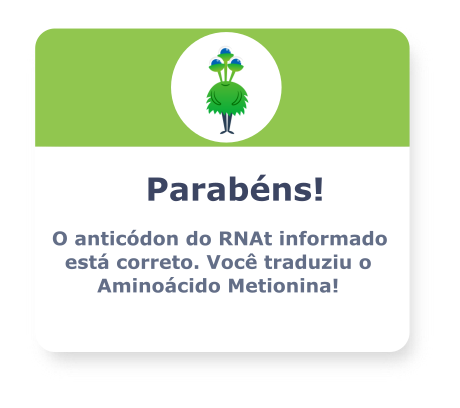 Parabéns!
O anticódon do RNAt informado
está correto. Você traduziu o
Aminoácido Metionina!